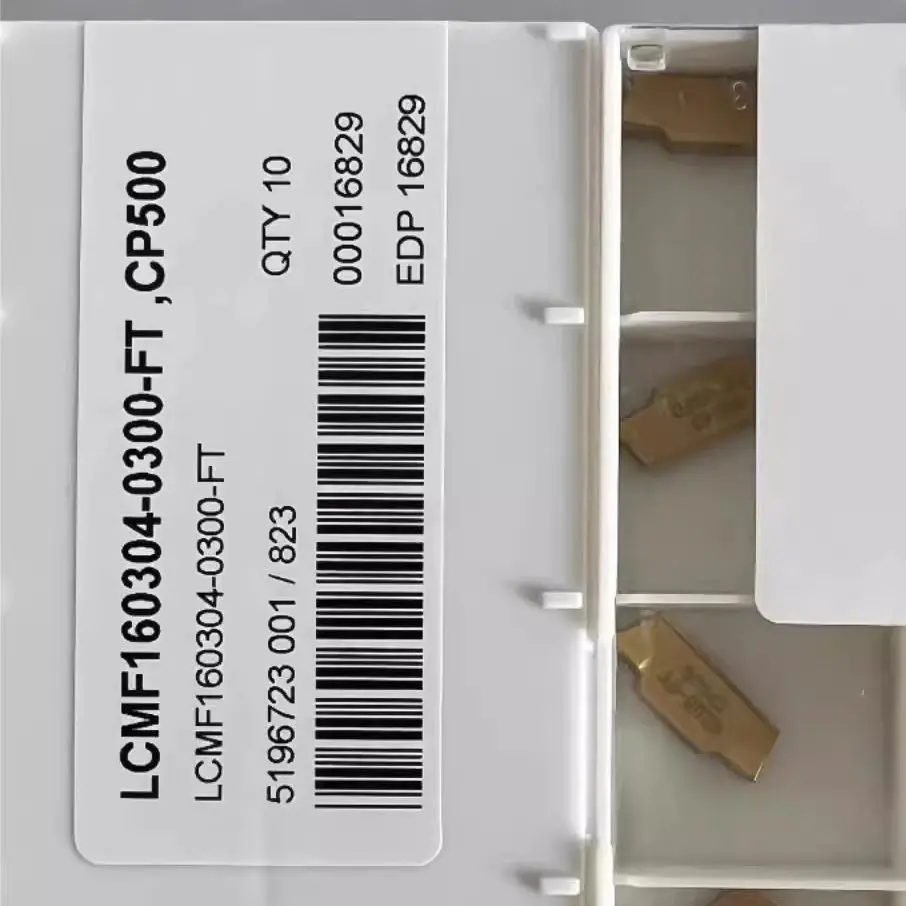 LCMF160304-0300-FT ,CP500
LCMF160304-0300-FT
5196723 001 / 823 QTY 10
00016829
EDP 16829